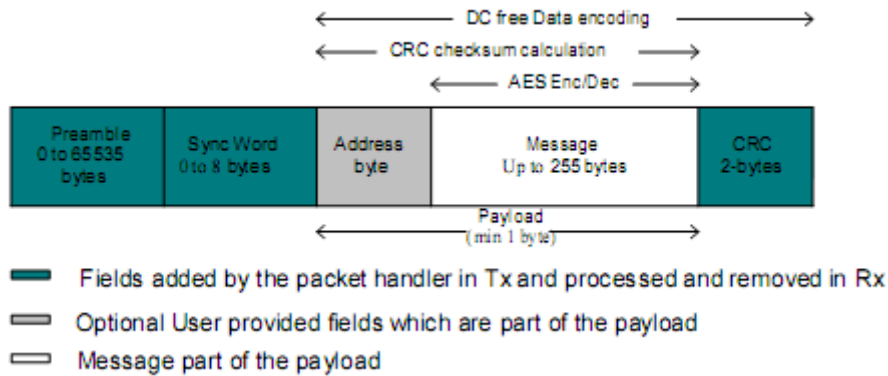 DC free Data encoding
CRC checksum calculation
AES Enc/Dec
Preamble
0 to 65535
bytes
Sync Word
0 to 8 bytes
Address
byte
Message
Up to 255 bytes
CRC
2-bytes
Payload
(min 1 byte)
Fields added by the packet handler in Tx and processed and removed in Rx
Optional User provided fields which are part of the payload
Message part of the payload